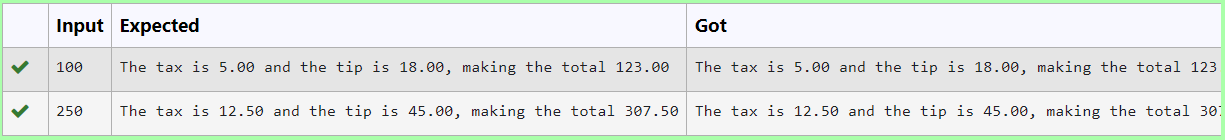 Input Expected Got
100 The tax is 5.00 and the tip is 18.00, making the total 123.00 The tax is 5.00 and the tip is 18.00, making the total 123
250 The tax is 12.50 and the tip is 45.00, making the total 307.50 The tax is 12.50 and the tip is 45.00, making the total 30